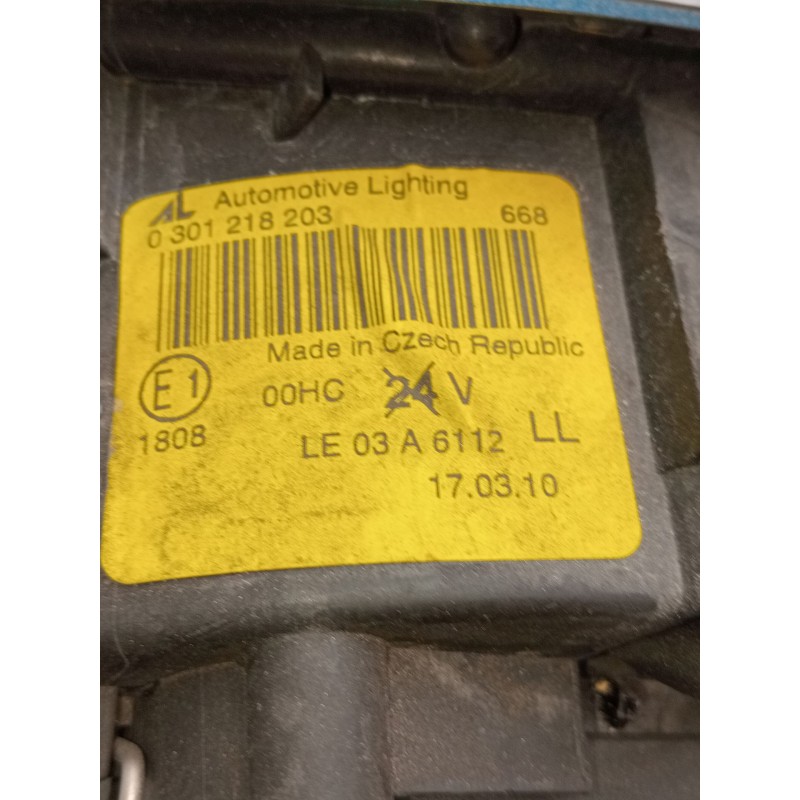 AL Automotive Lighting
0 301 218 203 668
Made in Czech Republic
E1 00HC 24 V
1808 LE 03 A 6112 LL
17.03.10